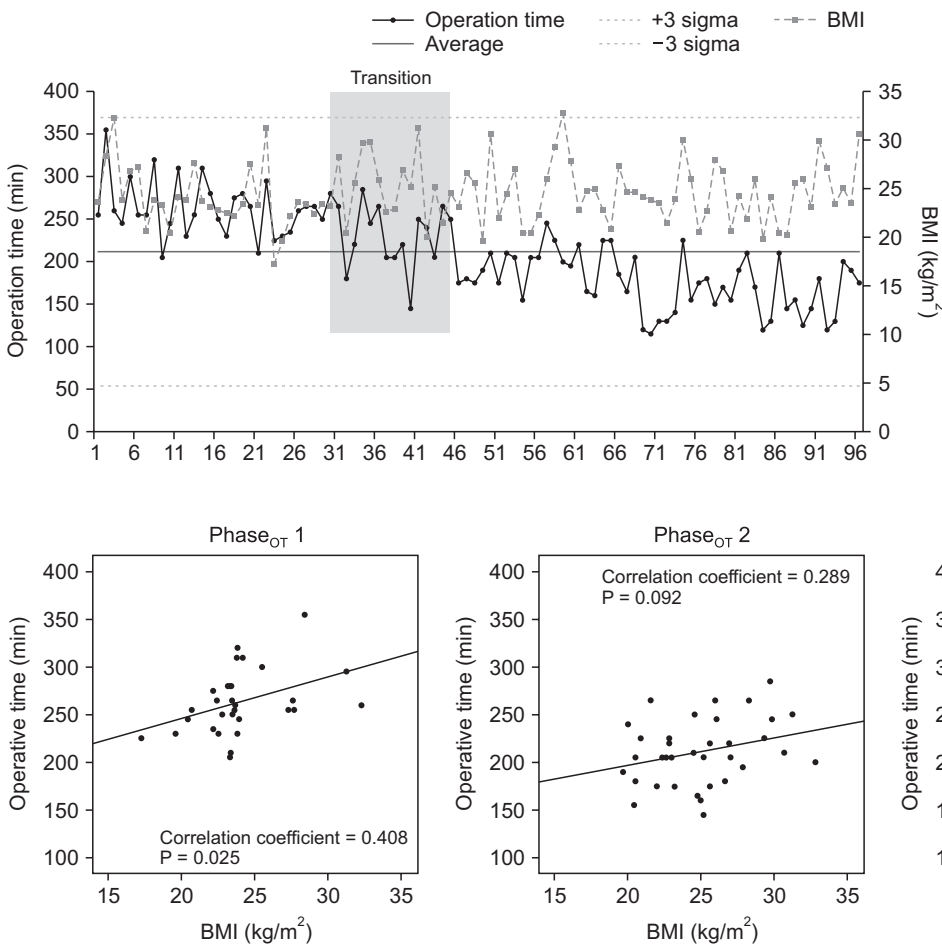 Operation time
+3 sigma
BMI
Average
−3 sigma
Transition
400
350
300
250
200
150
100
50
0
Operation time (min)
35
30
25
20
15
10
5
0
BMI (kg/m²)
1 6 11 16 21 26 31 36 41 46 51 56 61 66 71 76 81 86 91 96
Phase_OT 1
400
350
300
250
200
150
100
Operative time (min)
Correlation coefficient = 0.408
P = 0.025
15 20 25 30 35
BMI (kg/m²)
Phase_OT 2
400
350
300
250
200
150
100
Operative time (min)
Correlation coefficient = 0.289
P = 0.092
15 20 25 30 35
BMI (kg/m²)
Operative time (min)